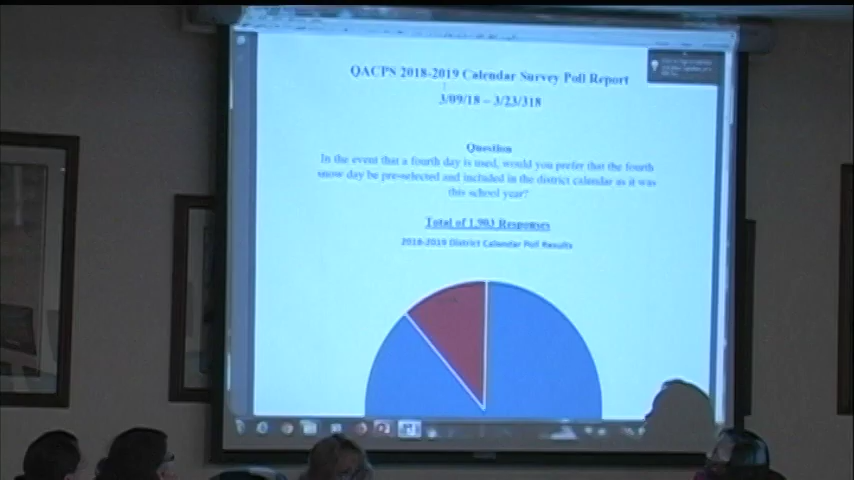 QACPS 2018-2019 Calendar Survey Poll Report
3/09/18 – 3/23/318
Question
In the event that a fourth day is used, would you prefer that the fourth
snow day be pre-selected and included in the district calendar as it was
this school year?
Total of 1,903 Responses
2018-2019 District Calendar Poll Results